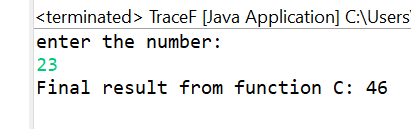 <terminated> TraceF [Java Application] C:\Users\
enter the number:
23
Final result from function C: 46